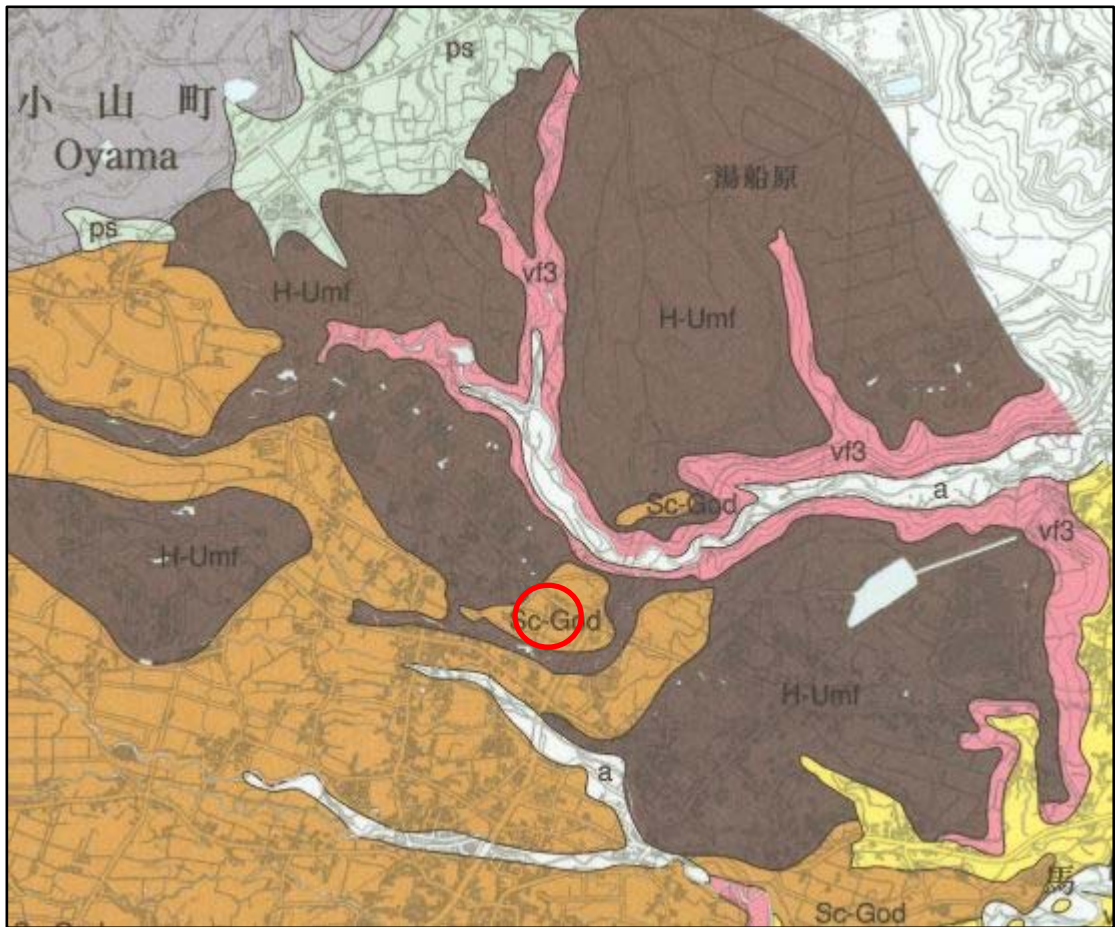 ps
小山町
Oyama
湯船原
ps
vf3
H-Umf
H-Umf
vf3
a
Sc-God
vf3
H-Umf
Sc-God
H-Umf
a
馬
Sc-God